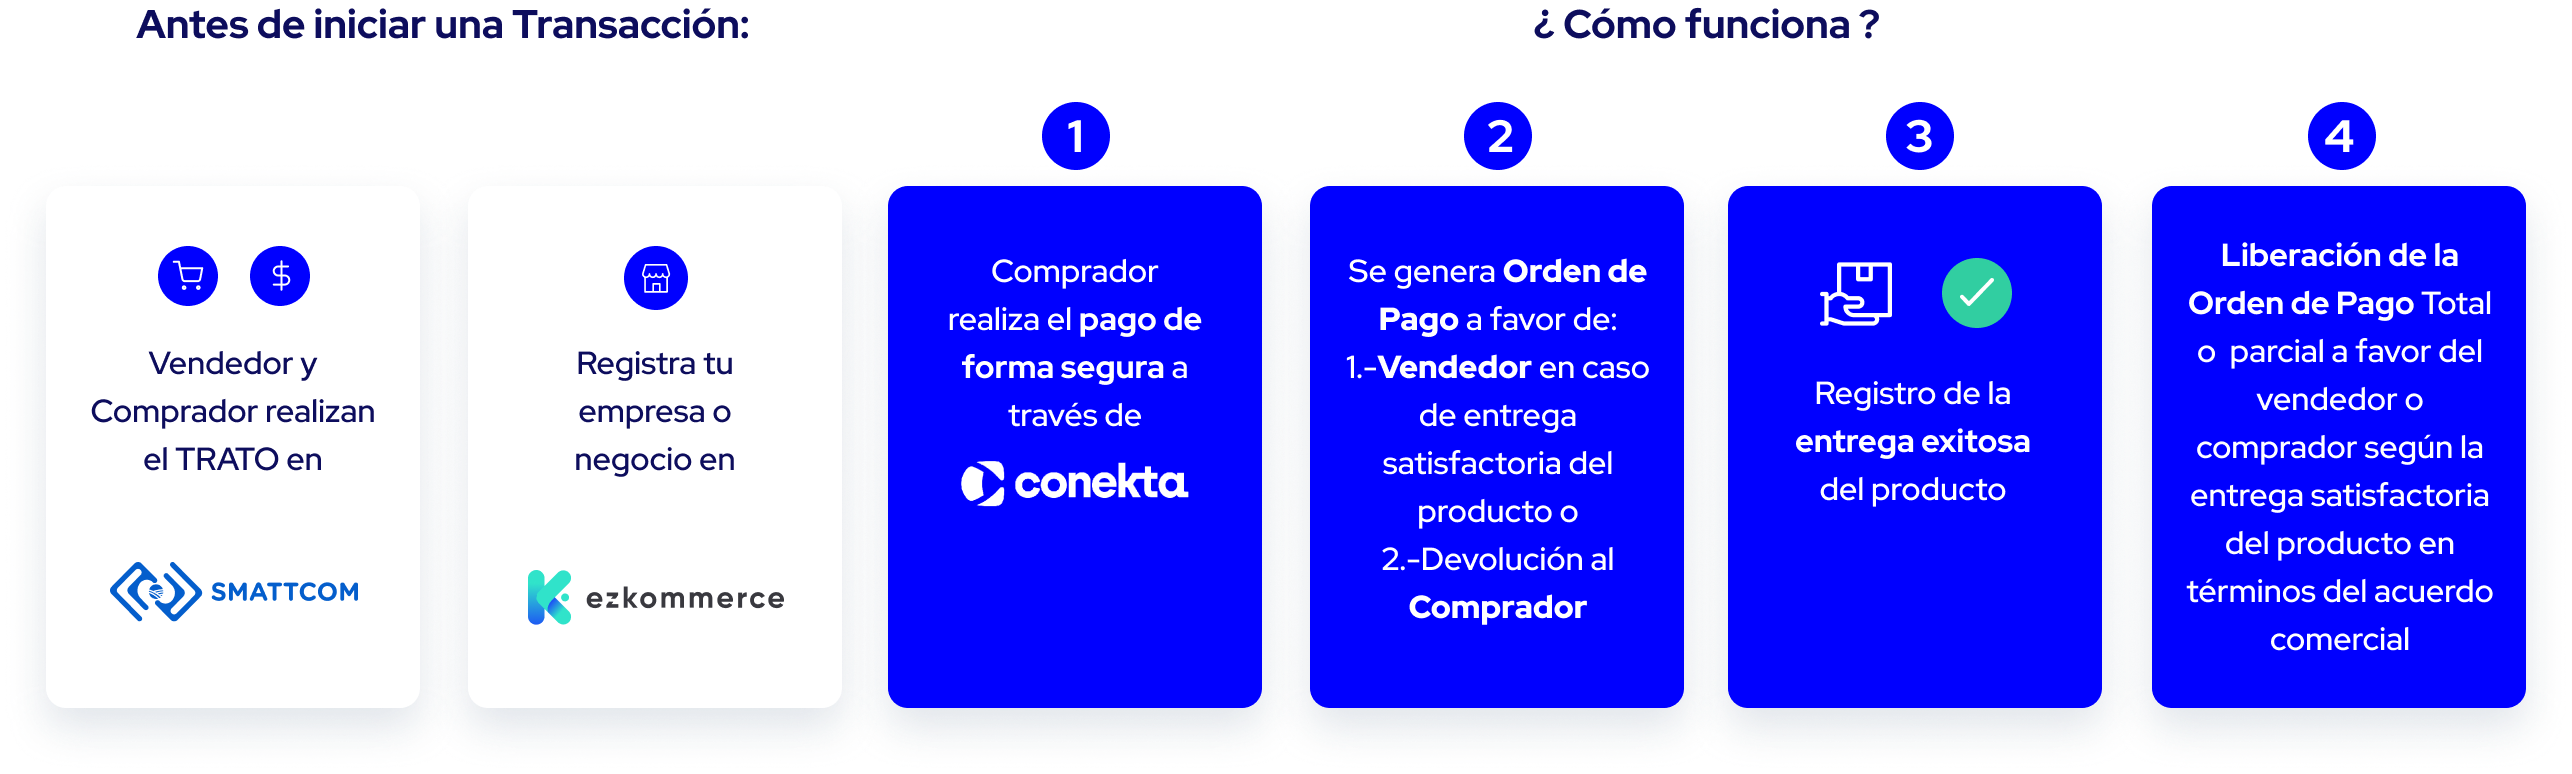 Antes de iniciar una Transacción:
¿ Cómo funciona ?
Vendedor y
Comprador realizan
el TRATO en
SMATTCOM
Registra tu
empresa o
negocio en
ezkommerce
1
Comprador
realiza el pago de
forma segura a
través de
conekta
2
Se genera Orden de
Pago a favor de:
1.-Vendedor en caso
de entrega
satisfactoria del
producto o
2.-Devolución al
Comprador
3
Registro de la
entrega exitosa
del producto
4
Liberación de la
Orden de Pago Total
o parcial a favor del
vendedor o
comprador según la
entrega satisfactoria
del producto en
términos del acuerdo
comercial